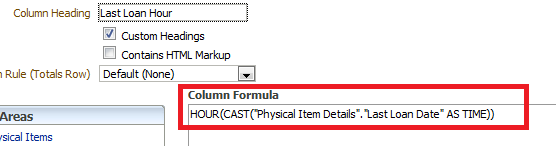 Column Heading Last Loan Hour
Custom Headings
Contains HTML Markup
Rule (Totals Row) Default (None)
Column Formula
Areas
HOUR(CAST("Physical Item Details"."Last Loan Date" AS TIME))
Items